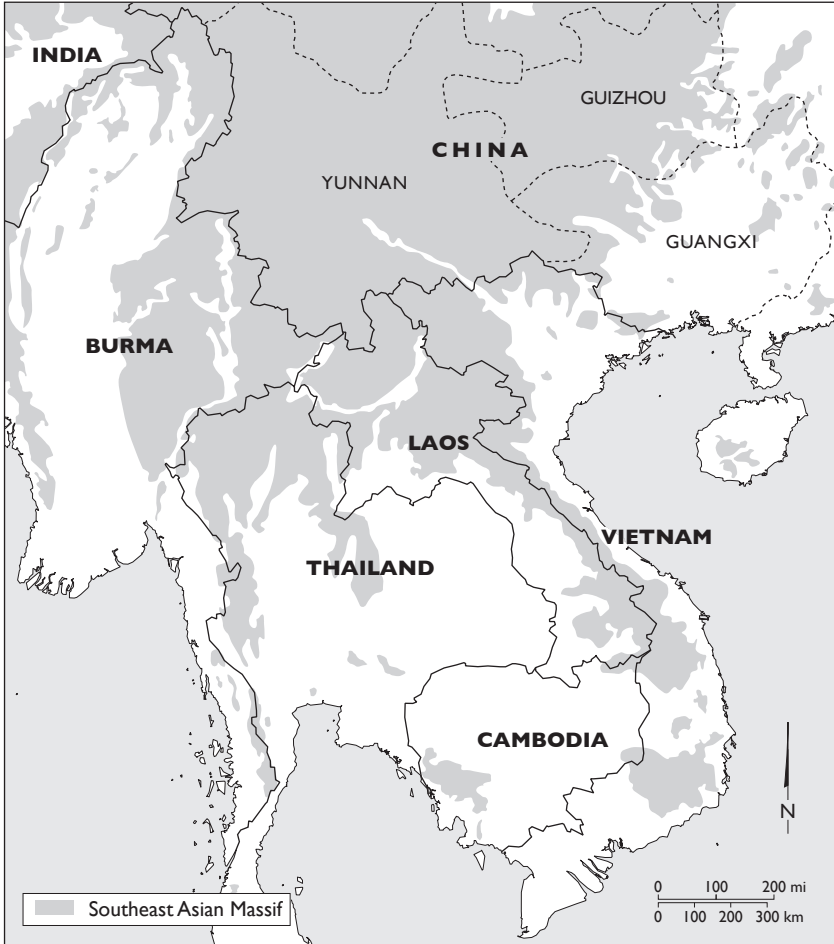 INDIA
GUIZHOU
CHINA
YUNNAN
GUANGXI
BURMA
LAOS
VIETNAM
THAILAND
CAMBODIA
N
0 100 200 mi
0 100 200 300 km
Southeast Asian Massif